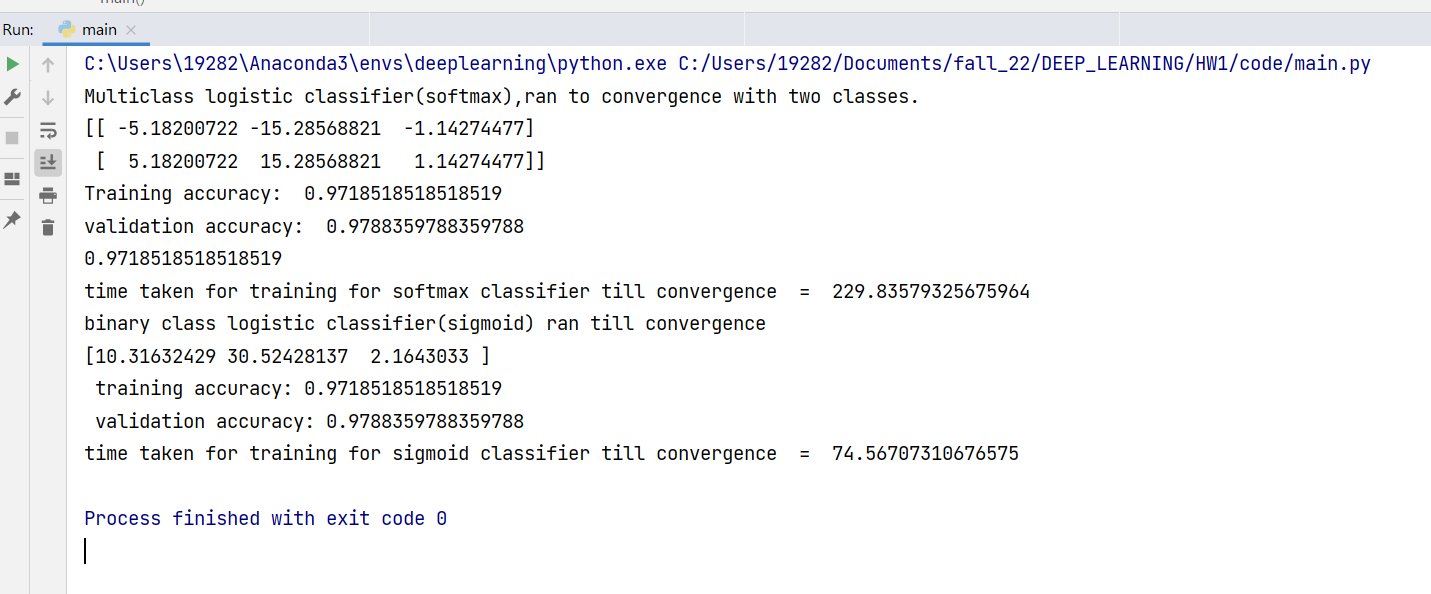 main()
Run: main
C:\Users\19282\Anaconda3\envs\deeplearning\python.exe C:/Users/19282/Documents/fall_22/DEEP_LEARNING/HW1/code/main.py
Multiclass logistic classifier(softmax),ran to convergence with two classes.
[[ -5.18200722 -15.28568821  -1.14274477]
 [  5.18200722  15.28568821   1.14274477]]
Training accuracy:  0.9718518518518519
validation accuracy:  0.9788359788359788
0.9718518518518519
time taken for training for softmax classifier till convergence  =  229.83579325675964
binary class logistic classifier(sigmoid) ran till convergence
[10.31632429 30.52428137  2.1643033 ]
 training accuracy: 0.9718518518518519
 validation accuracy: 0.9788359788359788
time taken for training for sigmoid classifier till convergence  =  74.56707310676575
Process finished with exit code 0